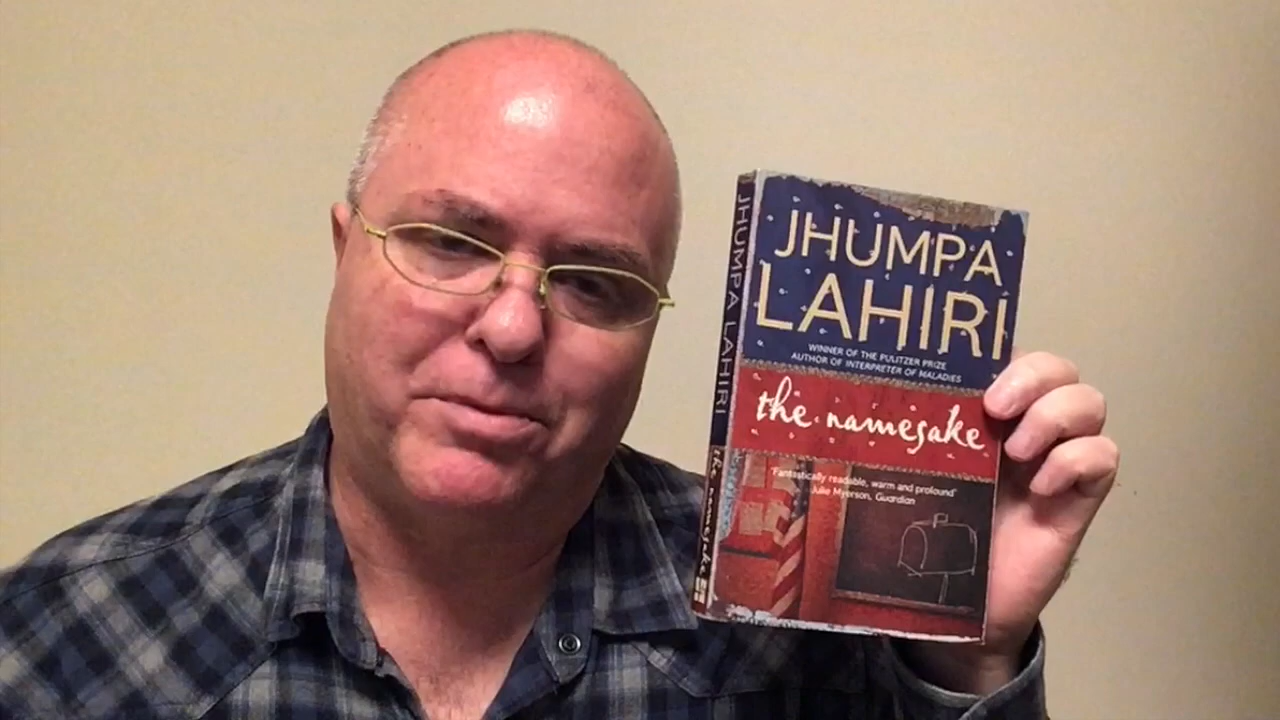 JHUMPA LAHIRI
the namesake
JHUMPA
LAHIRI
WINNER OF THE PULITZER PRIZE
AUTHOR OF INTERPRETER OF MALADIES
the namesake
'Fantastically readable, warm and profound'
Julie Myerson, Guardian